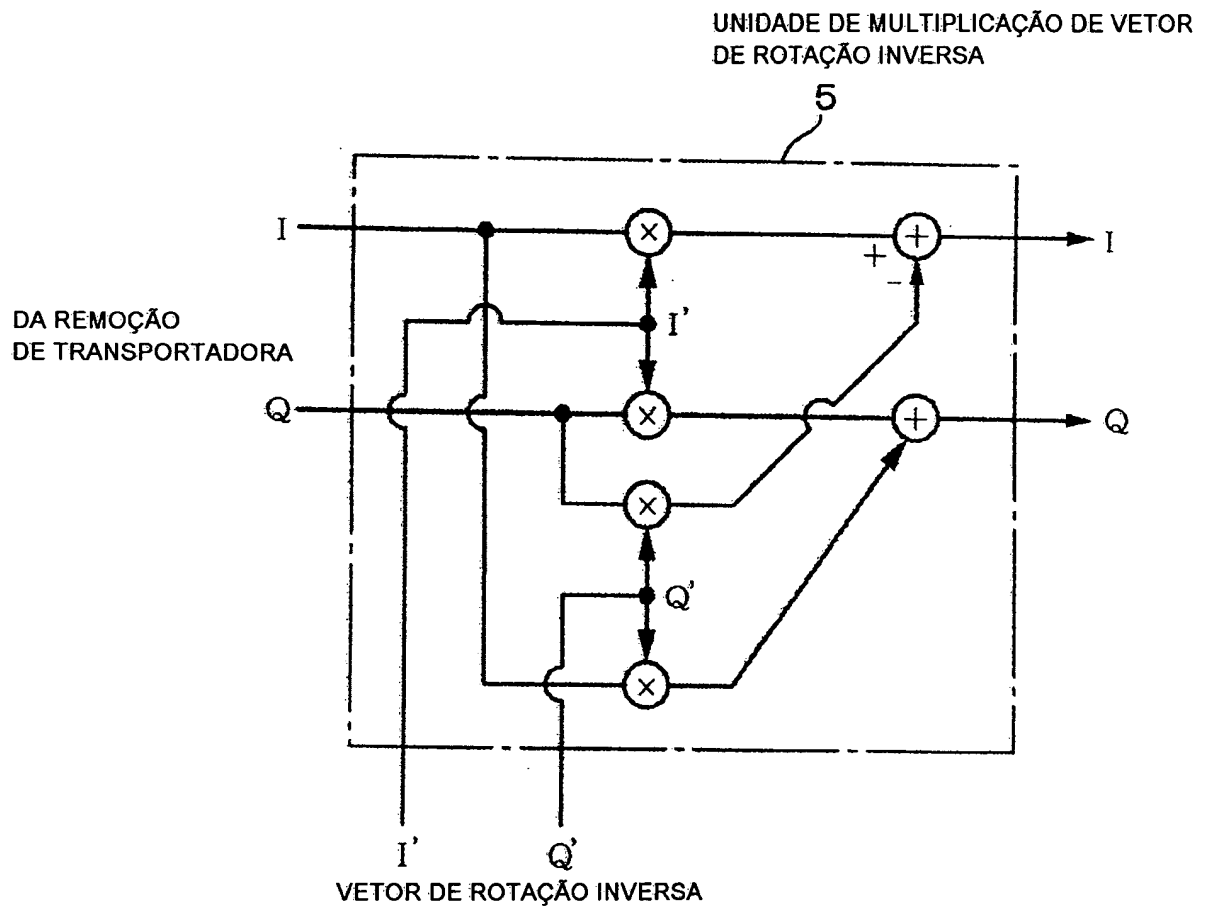 UNIDADE DE MULTIPLICAÇÃO DE VETOR
DE ROTAÇÃO INVERSA
5
I
×
+
+
-
I
I'
DA REMOÇÃO
DE TRANSPORTADORA
Q
×
+
Q
×
Q'
×
I'
Q'
VETOR DE ROTAÇÃO INVERSA